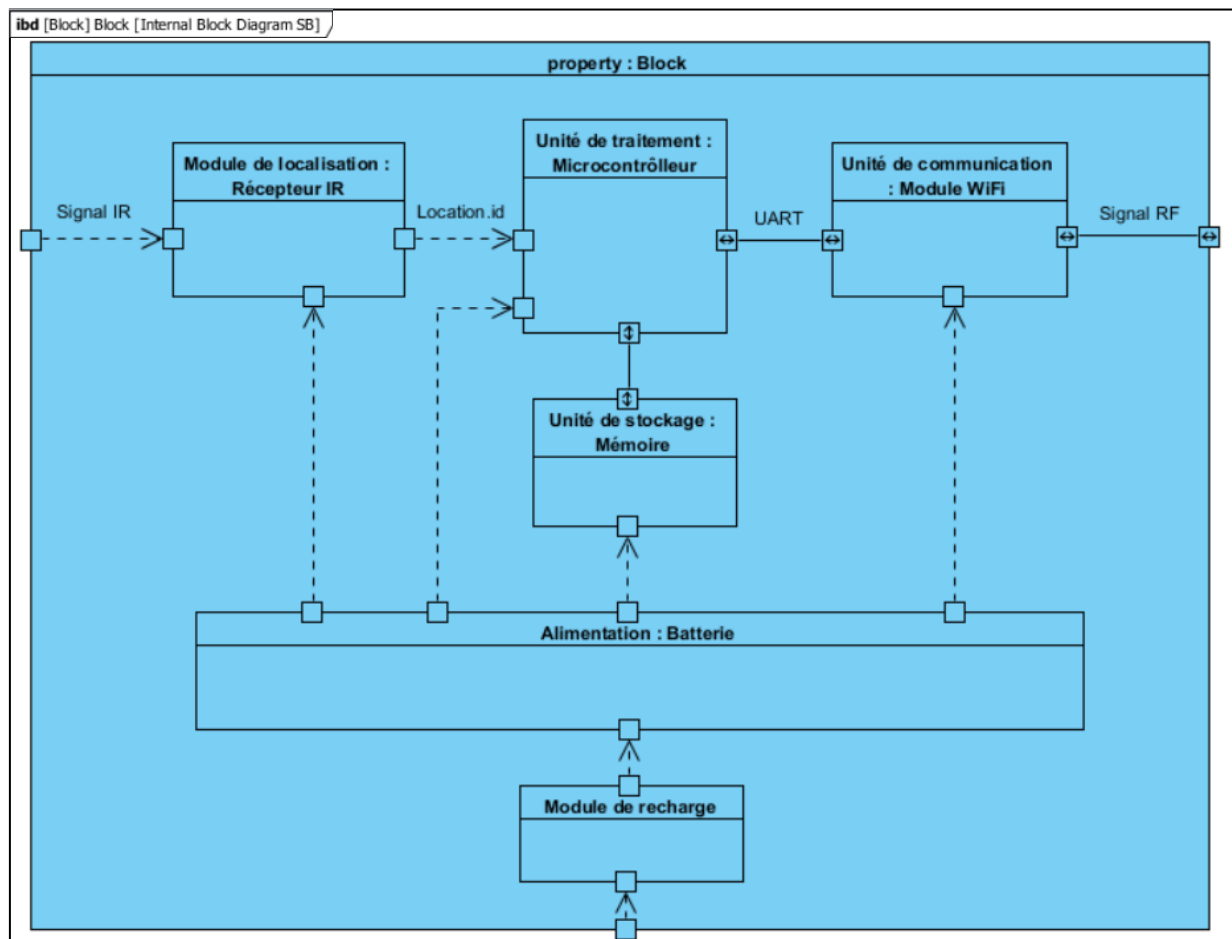 ibd [Block] Block [Internal Block Diagram SB]
property : Block
Module de localisation :
Récepteur IR
Unité de traitement :
Microcontrôlleur
Unité de communication
: Module WiFi
Signal IR
Location.id
UART
Signal RF
Unité de stockage :
Mémoire
Alimentation : Batterie
Module de recharge